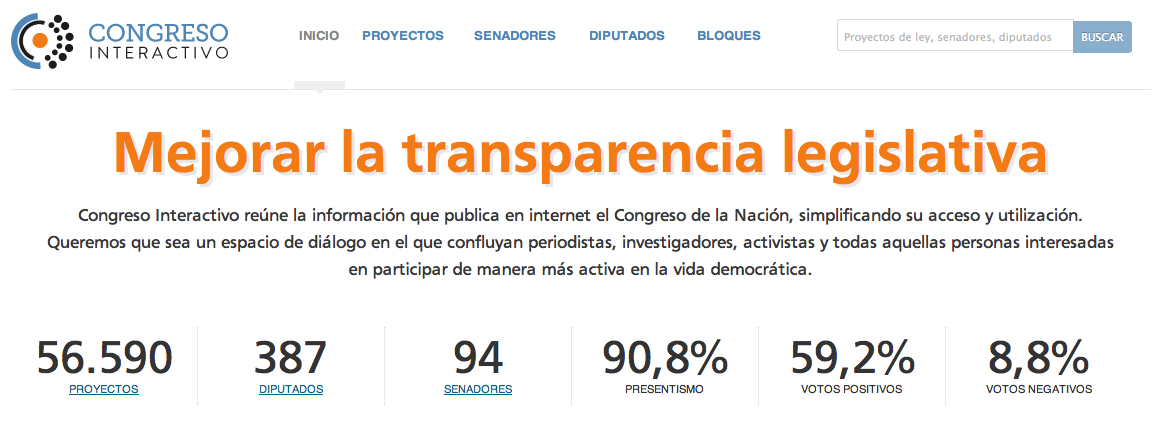 CONGRESO
INTERACTIVO
INICIO PROYECTOS SENADORES DIPUTADOS BLOQUES
Proyectos de ley, senadores, diputados BUSCAR
Mejorar la transparencia legislativa
Congreso Interactivo reúne la información que publica en internet el Congreso de la Nación, simplificando su acceso y utilización.
Queremos que sea un espacio de diálogo en el que confluyan periodistas, investigadores, activistas y todas aquellas personas interesadas
en participar de manera más activa en la vida democrática.
56.590 387 94 90,8% 59,2% 8,8%
PROYECTOS DIPUTADOS SENADORES PRESENTISMO VOTOS POSITIVOS VOTOS NEGATIVOS